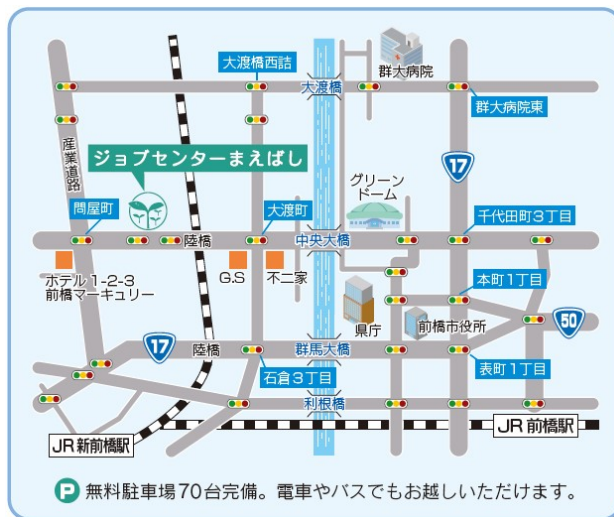 大渡橋西詰
群大病院
大渡橋
群大病院東
産業道路
17
ジョブセンターまえばし
グリーン
ドーム
問屋町
大渡町
千代田町3丁目
陸橋
中央大橋
ホテル1-2-3
前橋マーキュリー
G.S
不二家
本町1丁目
県庁
前橋市役所
50
17
陸橋
群馬大橋
石倉3丁目
表町1丁目
利根橋
JR新前橋駅
JR前橋駅
P 無料駐車場70台完備。電車やバスでもお越しいただけます。